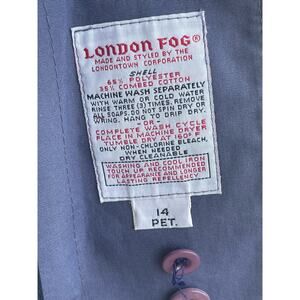 LONDON FOG®
MADE AND STYLED BY THE
LONDONTOWN CORPORATION
SHELL
65% POLYESTER
35% COMBED COTTON
MACHINE WASH SEPARATELY
WITH WARM OR COLD WATER
RINSE THREE (3) TIMES. REMOVE
ALL SOAPS. DO NOT SPIN DRY OR
WRING. HANG TO DRIP DRY.
-OR-
COMPLETE WASH CYCLE
PLACE IN MACHINE DRYER
TUMBLE DRY AT 160°F
ONLY NON-CHLORINE BLEACH,
WHEN NEEDED
DRY CLEANABLE
WASHING AND COOL IRON
TOUCH UP RECOMMENDED
FOR APPEARANCE AND LONGER
LASTING REPELLENCY
14
PET.